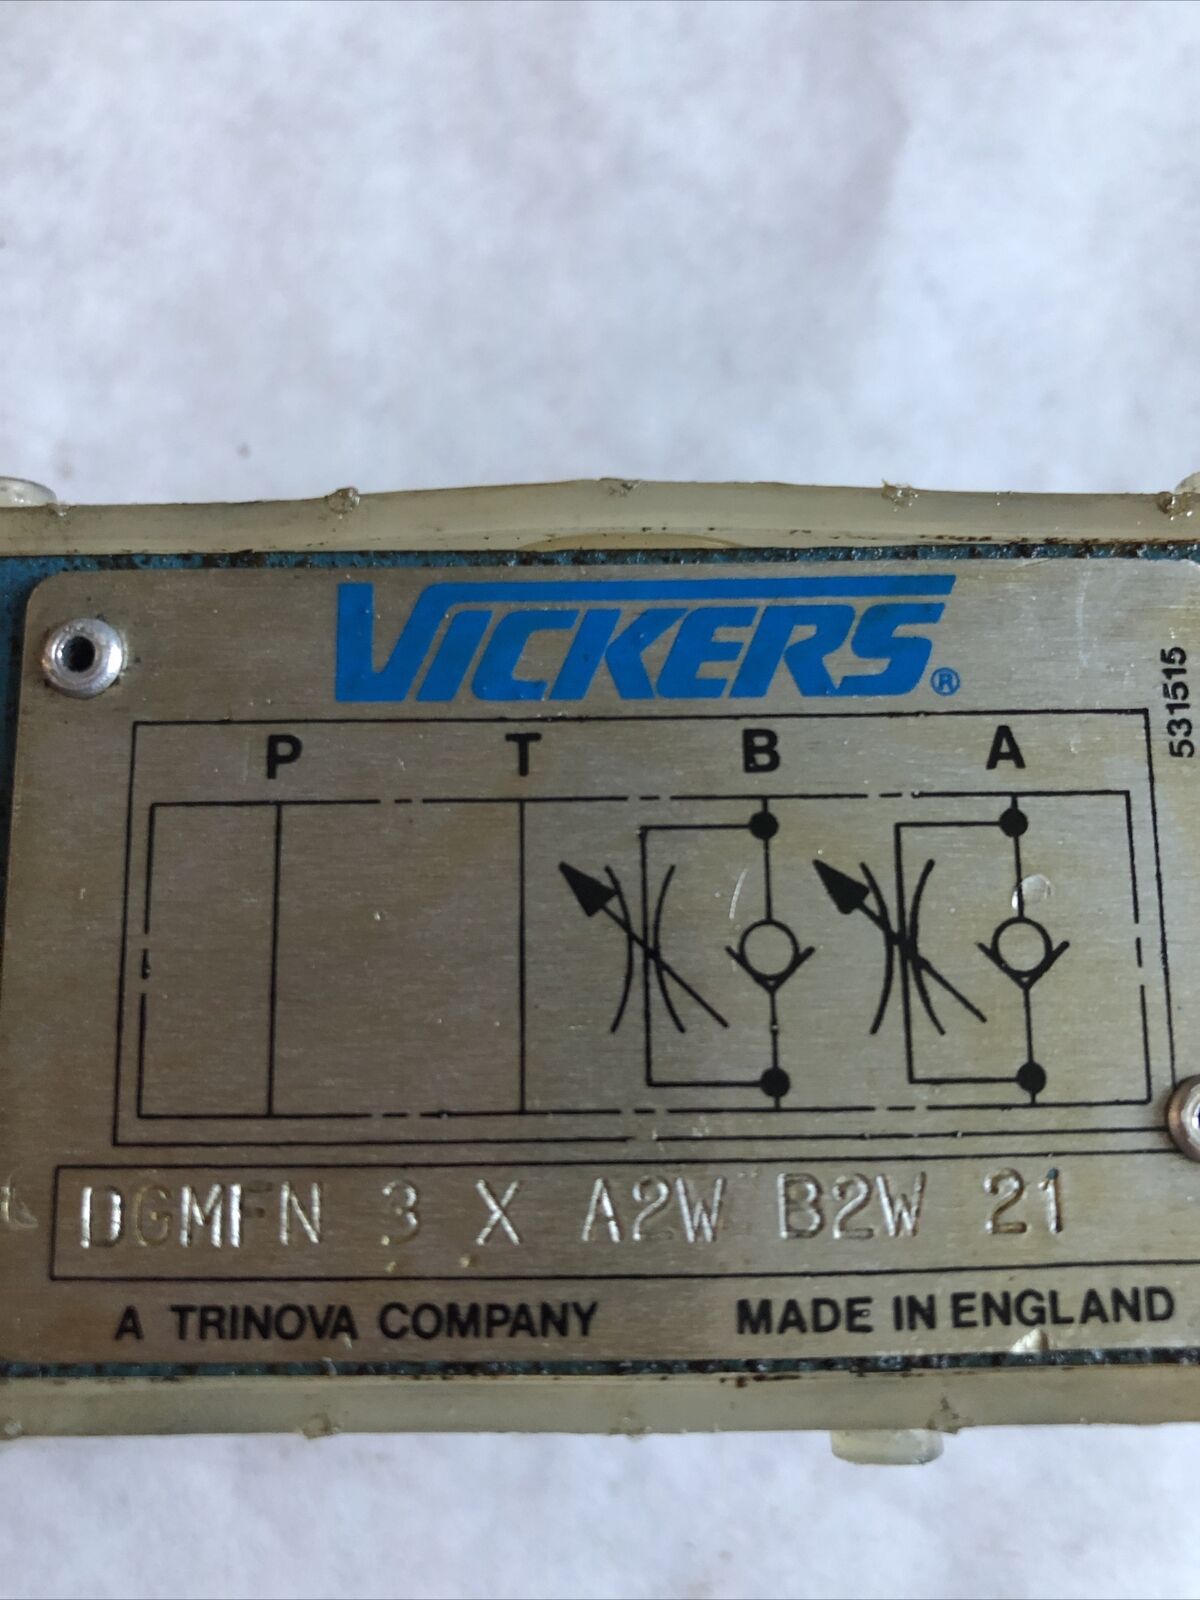 VICKERS®
531515
P T B A
DGMFN 3 X A2W B2W 21
A TRINOVA COMPANY MADE IN ENGLAND